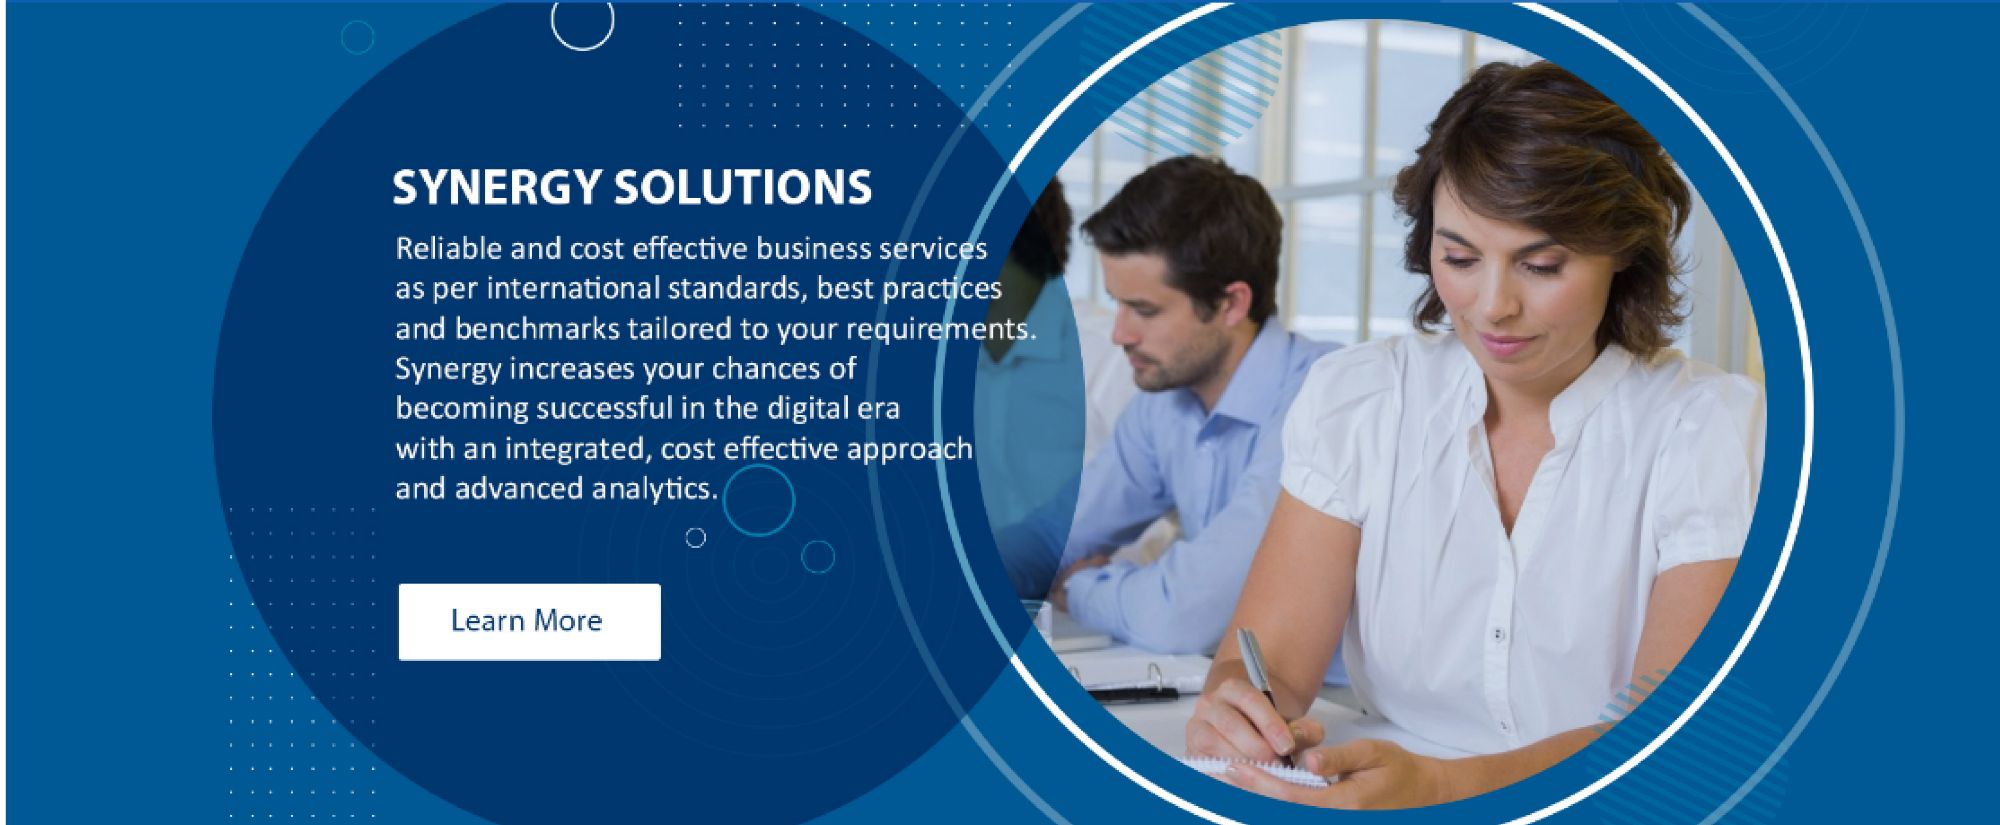 SYNERGY SOLUTIONS
Reliable and cost effective business services
as per international standards, best practices
and benchmarks tailored to your requirements.
Synergy increases your chances of
becoming successful in the digital era
with an integrated, cost effective approach
and advanced analytics.
Learn More